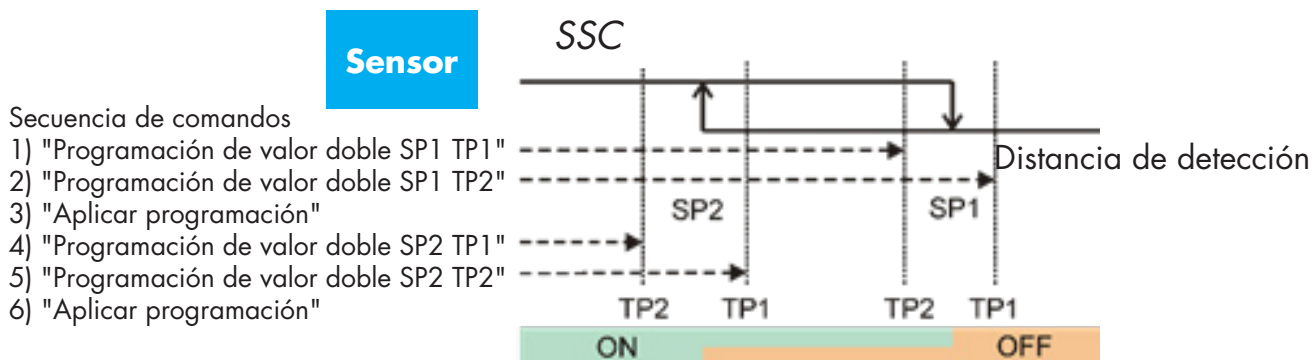 SSC
Sensor
Secuencia de comandos
1) "Programación de valor doble SP1 TP1"
2) "Programación de valor doble SP1 TP2"
3) "Aplicar programación"
4) "Programación de valor doble SP2 TP1"
5) "Programación de valor doble SP2 TP2"
6) "Aplicar programación"
Distancia de detección
SP2 SP1
TP2 TP1 TP2 TP1
ON OFF